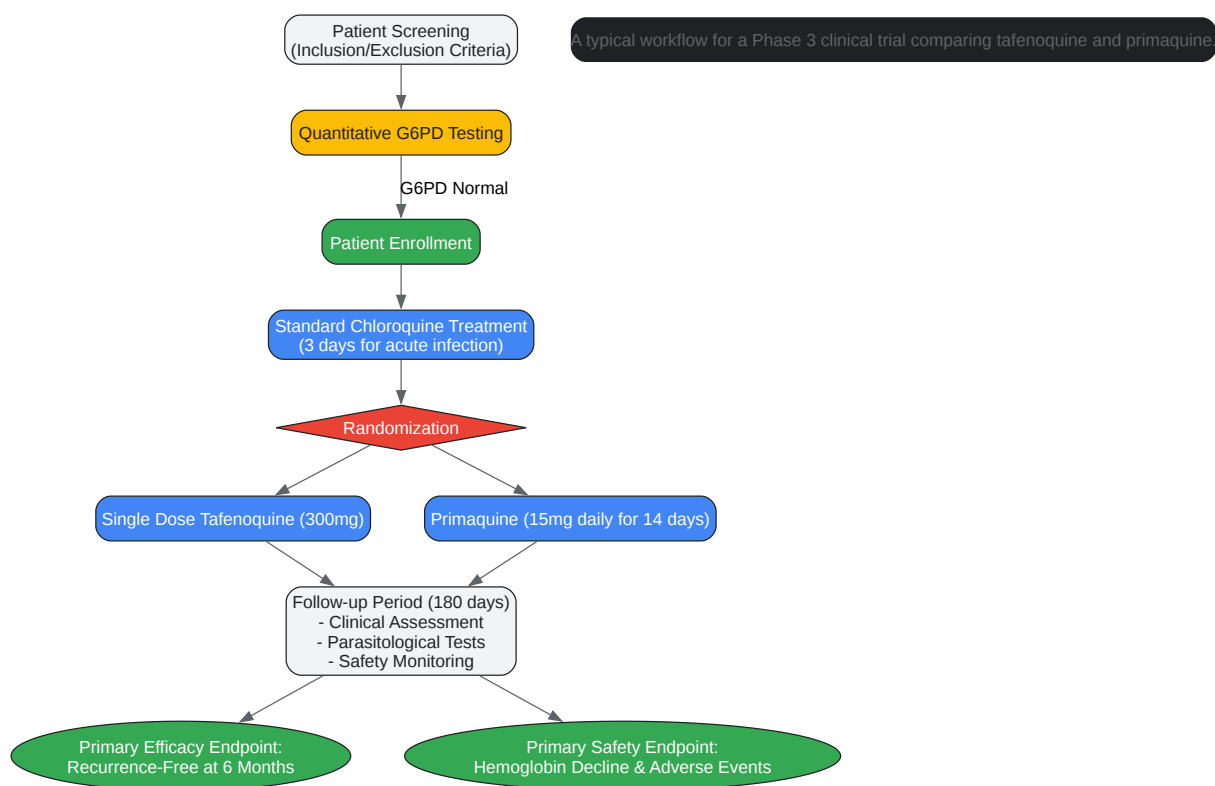 Patient Screening
(Inclusion/Exclusion Criteria)
A typical workflow for a Phase 3 clinical trial comparing tafenoquine and primaquine.
Quantitative G6PD Testing
G6PD Normal
Patient Enrollment
Standard Chloroquine Treatment
(3 days for acute infection)
Randomization
Single Dose Tafenoquine (300mg)
Primaquine (15mg daily for 14 days)
Follow-up Period (180 days)
- Clinical Assessment
- Parasitological Tests
- Safety Monitoring
Primary Efficacy Endpoint:
Recurrence-Free at 6 Months
Primary Safety Endpoint:
Hemoglobin Decline & Adverse Events